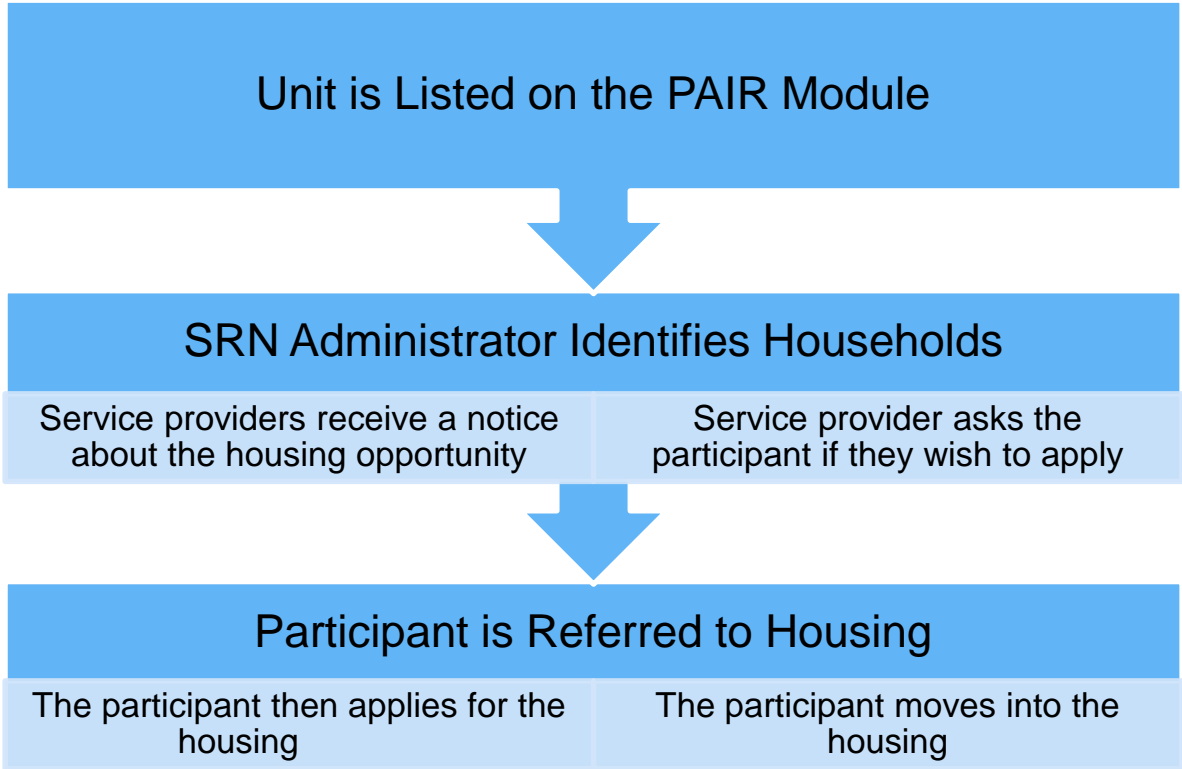 Unit is Listed on the PAIR Module
SRN Administrator Identifies Households
Service providers receive a notice
about the housing opportunity
Service provider asks the
participant if they wish to apply
Participant is Referred to Housing
The participant then applies for the
housing
The participant moves into the
housing